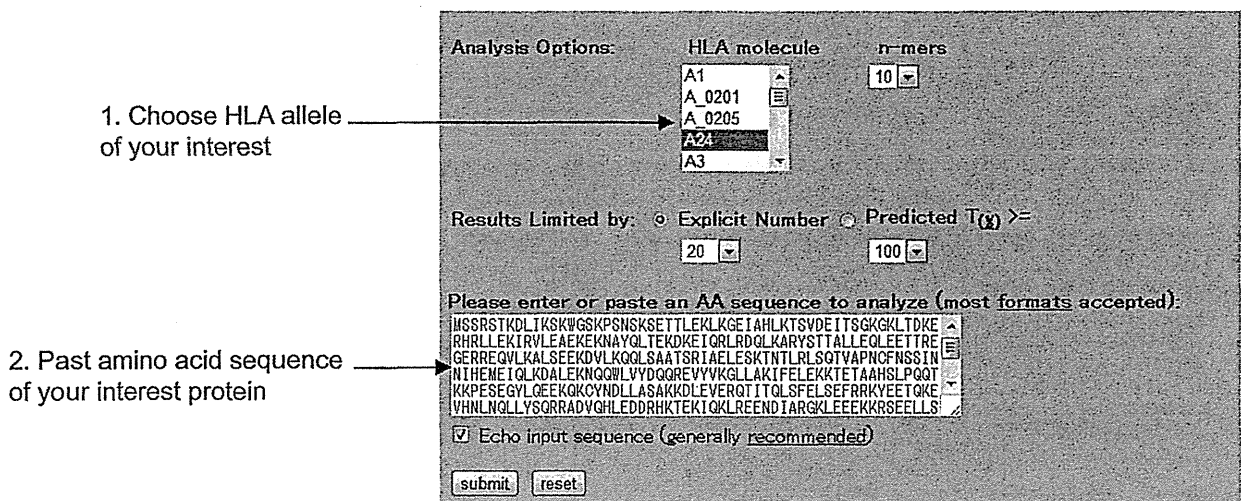 Analysis Options: HLA molecule n-mers
A1
A_0201
A_0205
A24
A3
10
1. Choose HLA allele
of your interest
Results Limited by: Explicit Number Predicted T(x) >=
20 100
Please enter or paste an AA sequence to analyze (most formats accepted):
MSSRSTKDLIKSKWGSKPSNSKSETTLEKLKGEIAHLKTSVDEITSGKGKLTDKE
RHRLLEKIRVLEAEKEKNAYQLTEKDKEIQRLRDQLKARYSTTALLEQLEETTRE
GERREQVLKALSEEKDVLKQQLSAATSRIAELESKTNTLRLSQTVAPNCFNSSIN
NIHEMEIQLKDALEKNQQWLVYDQQREVYVKGLLAKIFELEKKTETAAHSLPQQT
KKPESEGYLQEEKQKCYNDLLASAKKDLEVERQTITQLSFELSEFRRKYEETQKE
VHNLNQLLYSQRRADVQHLEDDRHKTEKIQKLREENDIARGKLEEEKKRSEELLS
2. Past amino acid sequence
of your interest protein
Echo input sequence (generally recommended)
submit reset